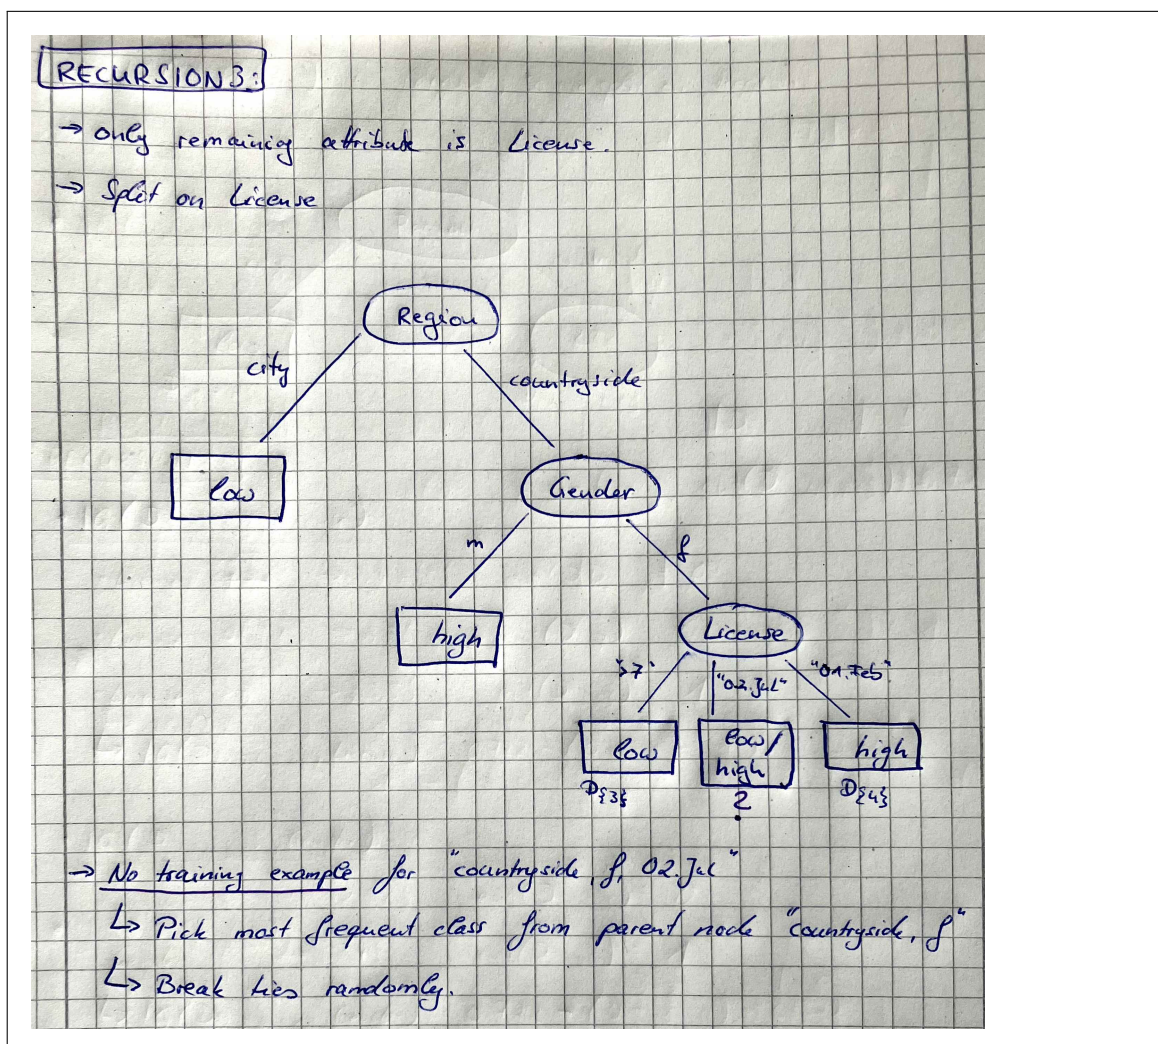 RECURSION 3:
→ only remaining attribute is License.
→ Split on License
Region
city
countryside
low
Gender
m
f
high
License
">7"
"02.Jul"
"01.Feb"
low
low/
high
high
D{3}
?
D{4}
→ No training example for "countryside, f, 02.Jul"
↳ Pick most frequent class from parent node "countryside, f"
↳ Break ties randomly.